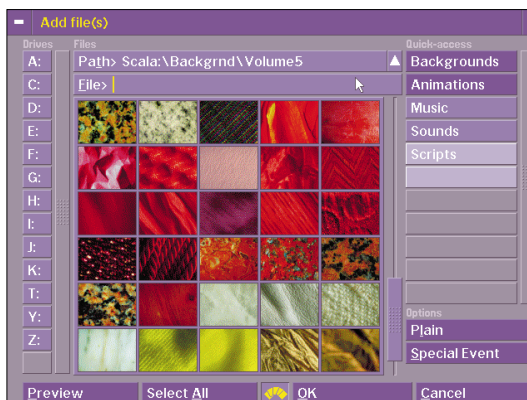 Add file(s)
Drives
Files
Quick-access
A:
C:
D:
E:
F:
G:
H:
I:
J:
K:
T:
Y:
Z:
Path> Scala:\Backgrnd\Volume5
File>
Backgrounds
Animations
Music
Sounds
Scripts
Options
Plain
Special Event
Preview
Select All
OK
Cancel